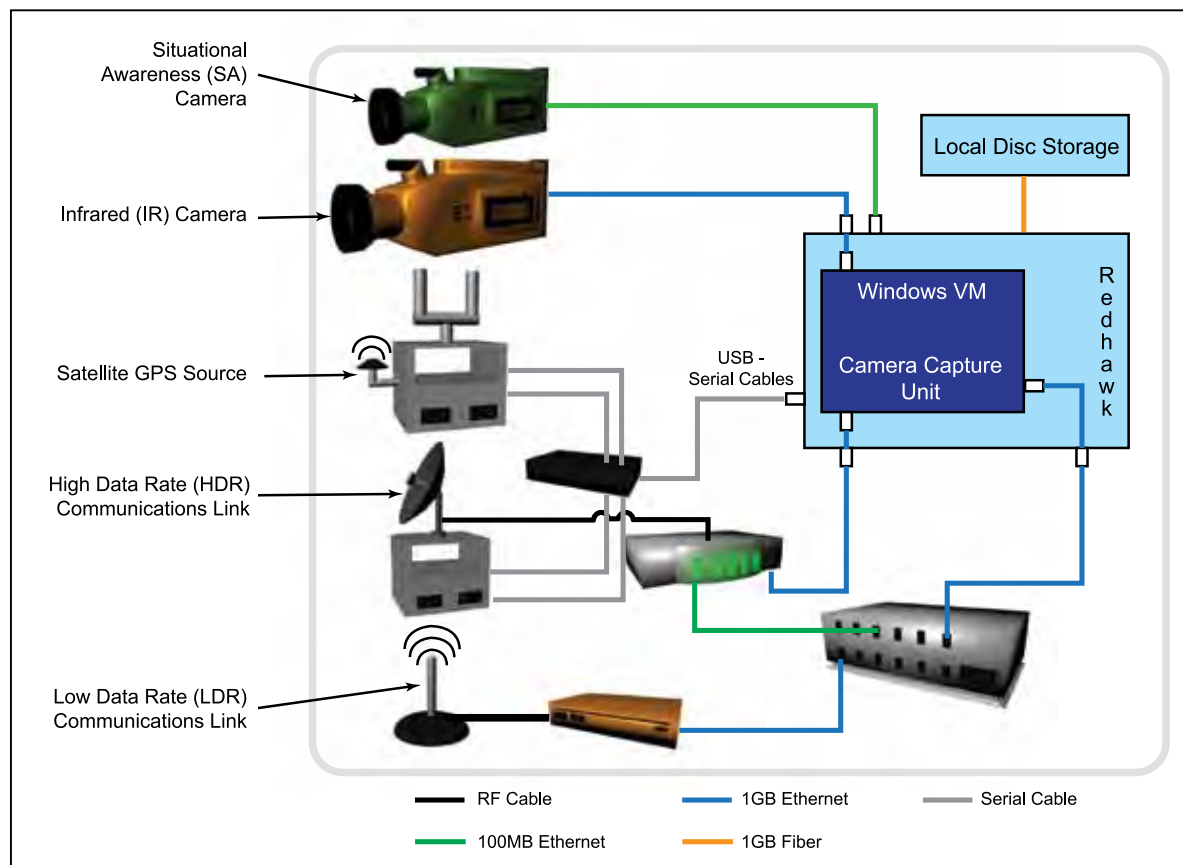 Situational
Awareness (SA)
Camera
Infrared (IR) Camera
Satellite GPS Source
High Data Rate (HDR)
Communications Link
Low Data Rate (LDR)
Communications Link
Local Disc Storage
Windows VM
Camera Capture
Unit
Redhawk
USB -
Serial Cables
RF Cable
1GB Ethernet
Serial Cable
100MB Ethernet
1GB Fiber